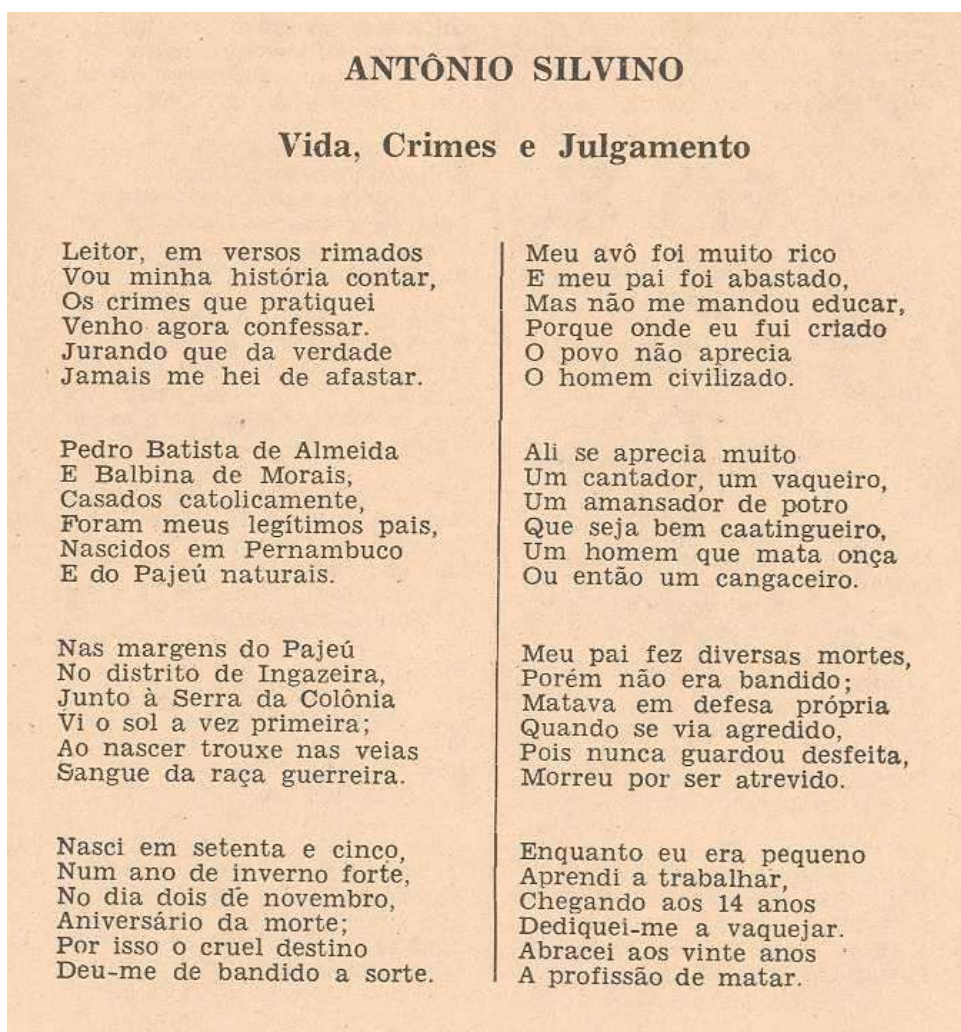 ANTÔNIO SILVINO
Vida, Crimes e Julgamento
Leitor, em versos rimados
Vou minha história contar,
Os crimes que pratiquei
Venho agora confessar.
Jurando que da verdade
Jamais me hei de afastar.
Pedro Batista de Almeida
E Balbina de Morais,
Casados catolicamente,
Foram meus legítimos pais,
Nascidos em Pernambuco
E do Pajeú naturais.
Nas margens do Pajeú
No distrito de Ingazeira,
Junto à Serra da Colônia
Vi o sol a vez primeira;
Ao nascer trouxe nas veias
Sangue da raça guerreira.
Nasci em setenta e cinco,
Num ano de inverno forte,
No dia dois de novembro,
Aniversário da morte;
Por isso o cruel destino
Deu-me de bandido a sorte.
Meu avô foi muito rico
E meu pai foi abastado,
Mas não me mandou educar,
Porque onde eu fui criado
O povo não aprecia
O homem civilizado.
Ali se aprecia muito
Um cantador, um vaqueiro,
Um amansador de potro
Que seja bem caatingueiro,
Um homem que mata onça
Ou então um cangaceiro.
Meu pai fez diversas mortes,
Porém não era bandido;
Matava em defesa própria
Quando se via agredido,
Pois nunca guardou desfeita,
Morreu por ser atrevido.
Enquanto eu era pequeno
Aprendi a trabalhar,
Chegando aos 14 anos
Dediquei-me a vaquejar.
Abracei aos vinte anos
A profissão de matar.